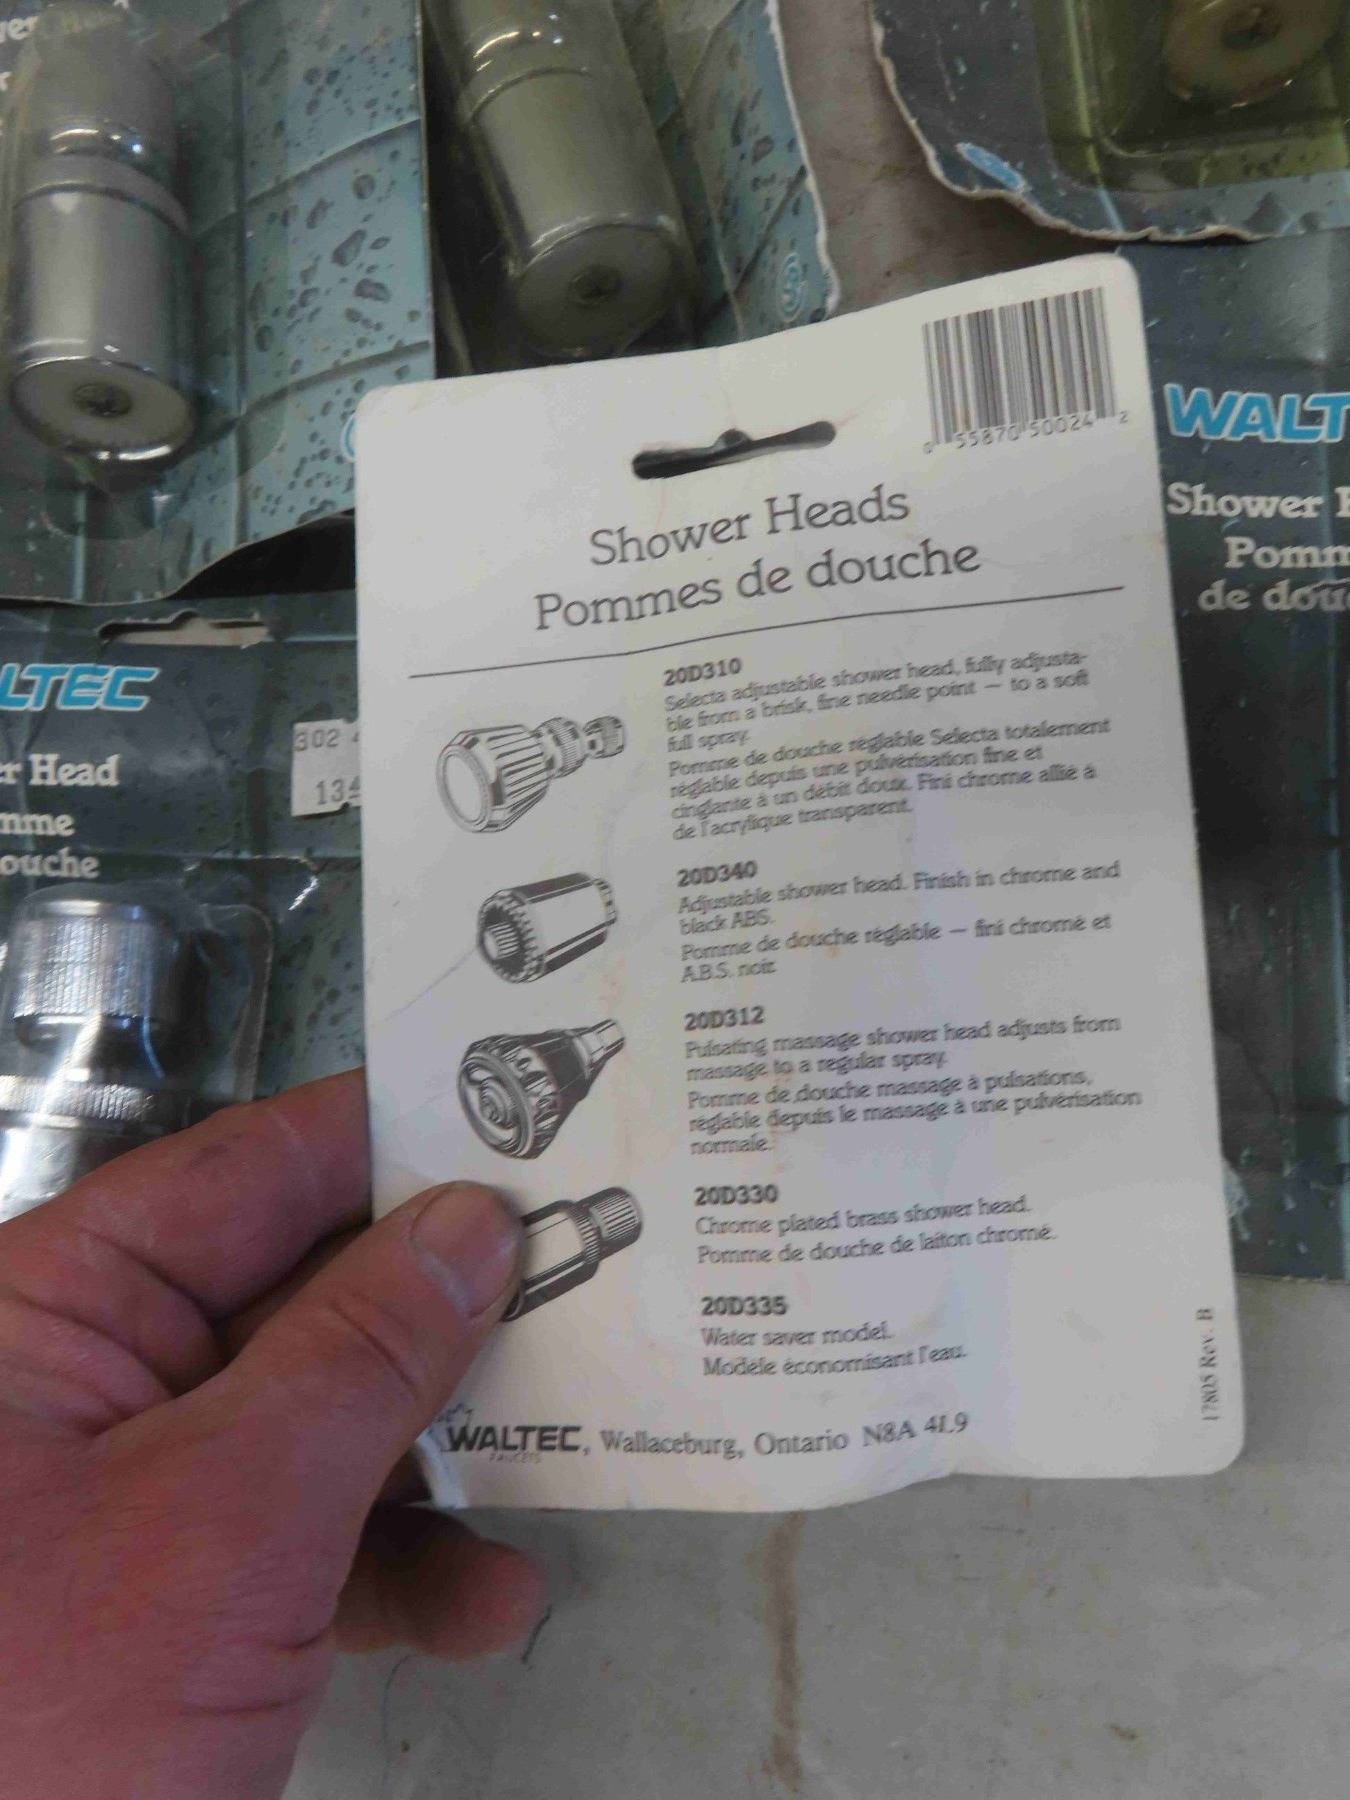 0 55870 50024 2
Shower Heads
Pommes de douche
20D310
Selecta adjustable shower head, fully adjusta-
ble from a brisk, fine needle point — to a soft
full spray.
Pomme de douche réglable Selecta totalement
réglable depuis une pulvérisation fine et
cinglante à un débit doux. Fini chrome allié à
de l'acrylique transparent.
20D340
Adjustable shower head. Finish in chrome and
black ABS.
Pomme de douche réglable — fini chromé et
A.B.S. noir.
20D312
Pulsating massage shower head adjusts from
massage to a regular spray.
Pomme de douche massage à pulsations,
réglable depuis le massage à une pulvérisation
normale.
20D330
Chrome plated brass shower head.
Pomme de douche de laiton chromé.
20D335
Water saver model.
Modèle économisant l'eau.
WALTEC, Wallaceburg, Ontario N8A 4L9
FAUCETS
17805 Rev. B
LTEC
er Head
mme
ouche
302 4
134
WALT
Shower H
Pomm
de dou